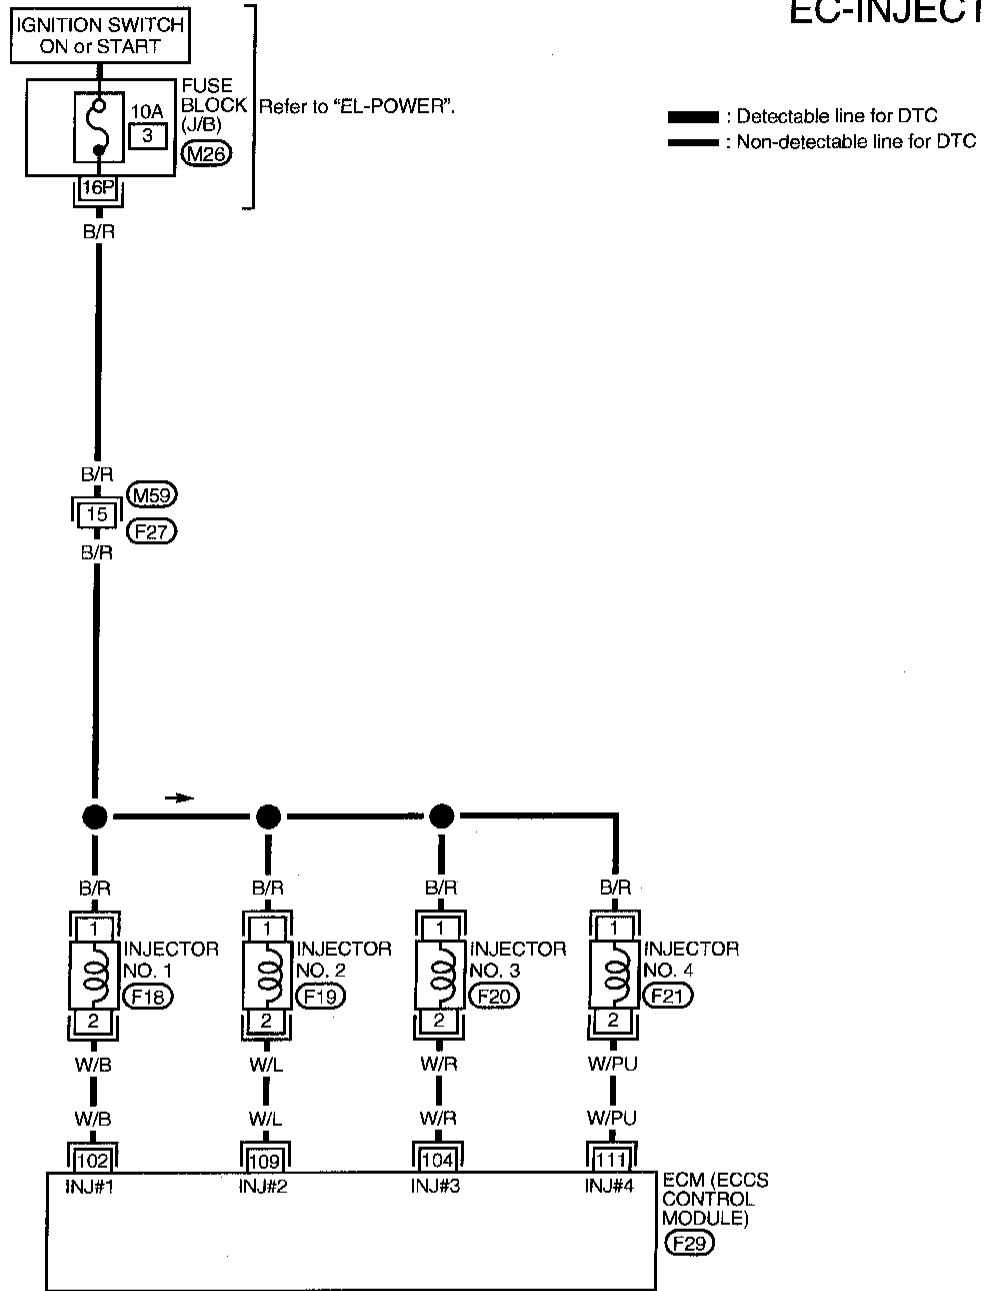 EC-INJECT
IGNITION SWITCH
ON or START
FUSE
BLOCK
(J/B)
Refer to "EL-POWER".
10A
3
M26
16P
B/R
: Detectable line for DTC
: Non-detectable line for DTC
B/R
M59
15
F27
B/R
B/R B/R B/R B/R
1 1 1 1
INJECTOR INJECTOR INJECTOR INJECTOR
NO. 1 NO. 2 NO. 3 NO. 4
F18 F19 F20 F21
2 2 2 2
W/B W/L W/R W/PU
W/B W/L W/R W/PU
102 109 104 111
INJ#1 INJ#2 INJ#3 INJ#4
ECM (ECCS
CONTROL
MODULE)
F29